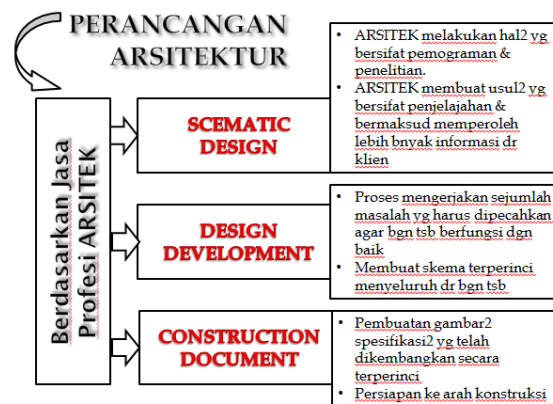 PERANCANGAN
ARSITEKTUR
Berdasarkan Jasa
Profesi ARSITEK
SCEMATIC
DESIGN
• ARSITEK melakukan hal2 yg
bersifat pemograman &
penelitian.
• ARSITEK membuat usul2 yg
bersifat penjelajahan &
bermaksud memperoleh
lebih bnyak informasi dr
klien
DESIGN
DEVELOPMENT
• Proses mengerjakan sejumlah
masalah yg harus dipecahkan
agar bgn tsb berfungsi dgn
baik
• Membuat skema terperinci
menyeluruh dr bgn tsb
CONSTRUCTION
DOCUMENT
• Pembuatan gambar2
spesifikasi2 yg telah
dikembangkan secara
terperinci
• Persiapan ke arah konstruksi